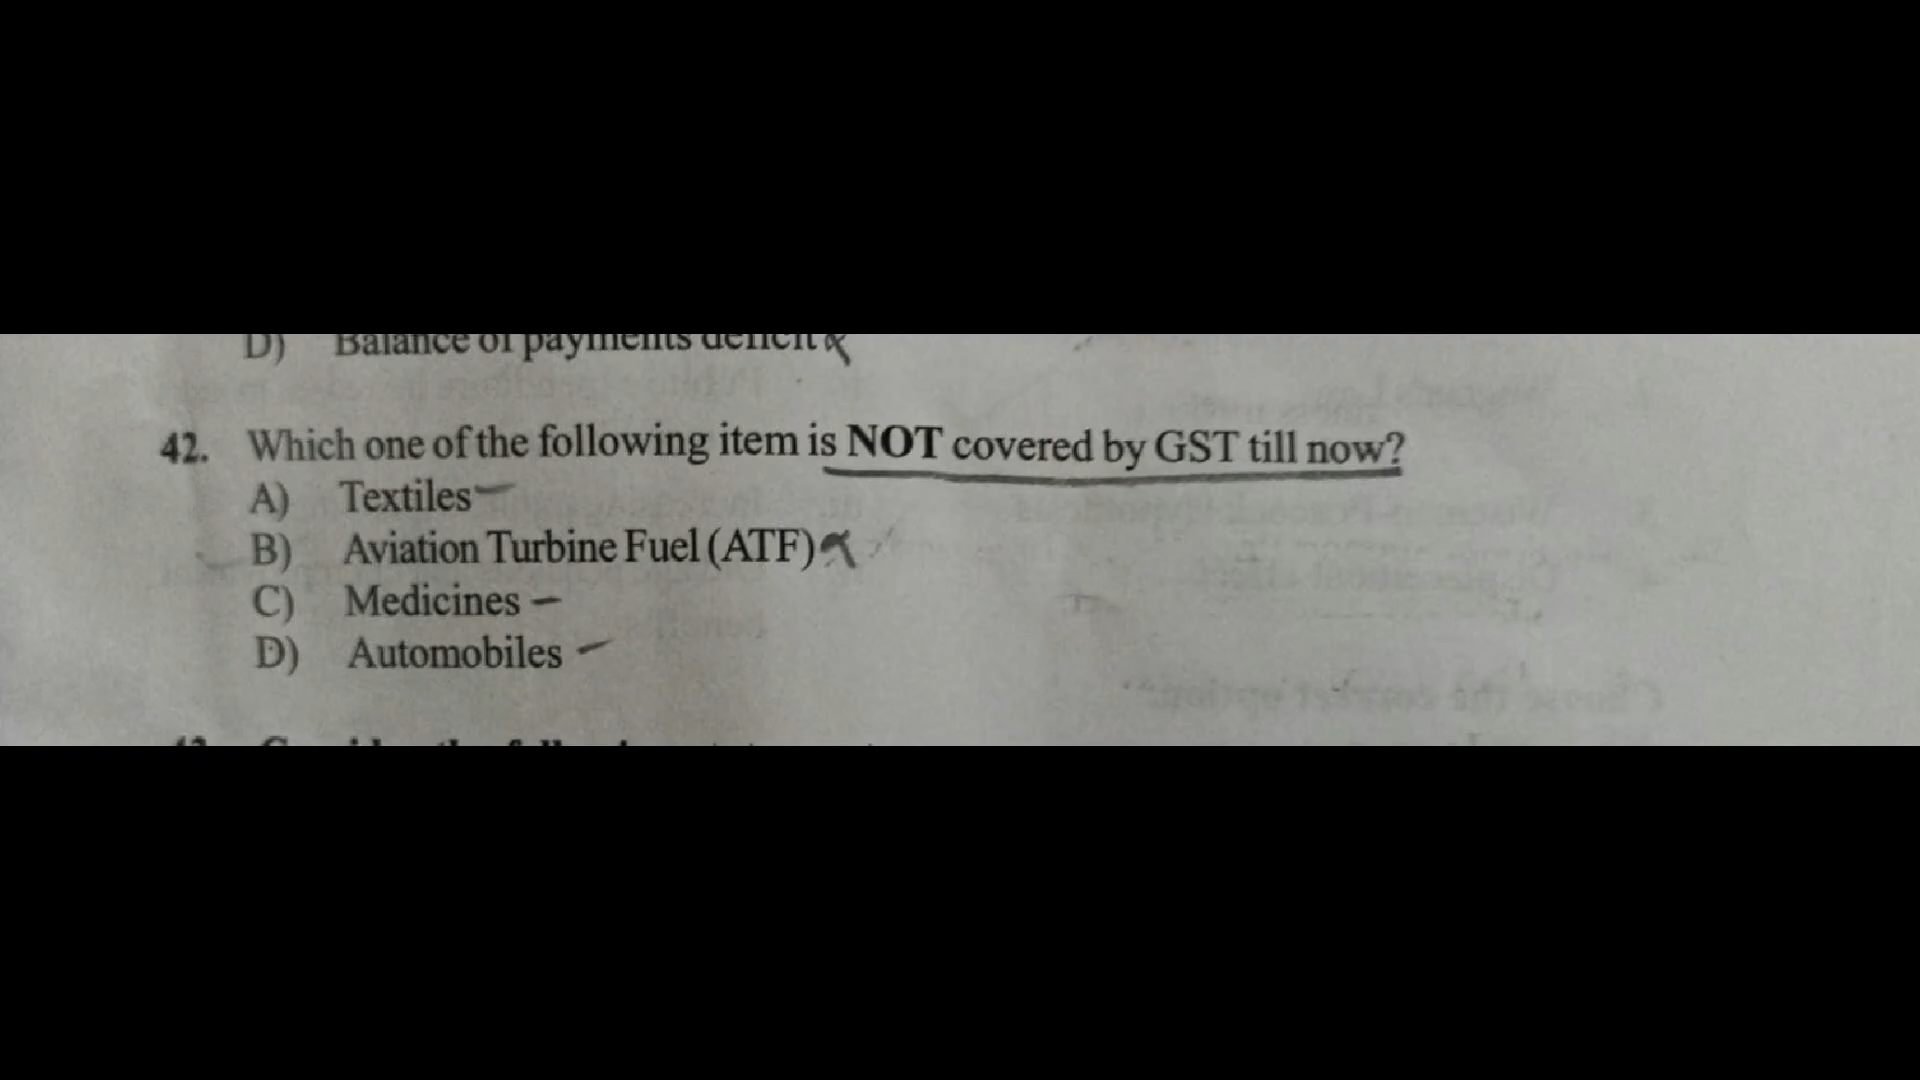 D) Balance of payments deficit
42. Which one of the following item is NOT covered by GST till now?
A) Textiles
B) Aviation Turbine Fuel (ATF)
C) Medicines
D) Automobiles